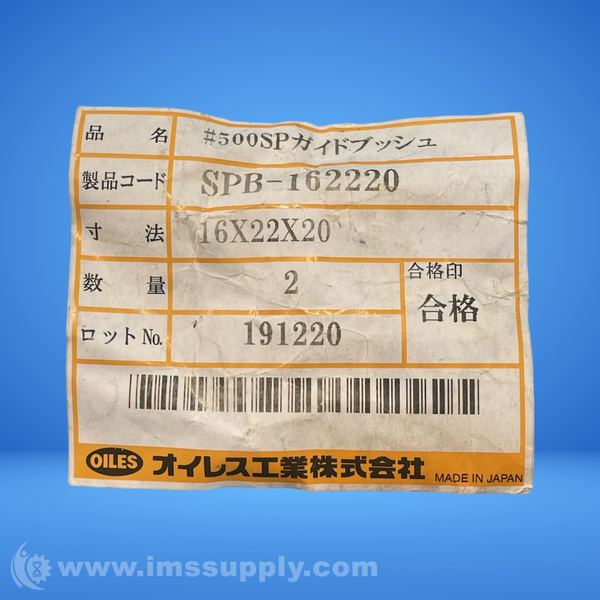 品名 #500SPガイドブッシュ
製品コード SPB-162220
寸法 16X22X20
数量 2 合格印
合格
ロットNo. 191220
OILES オイレス工業株式会社 MADE IN JAPAN
www.imssupply.com